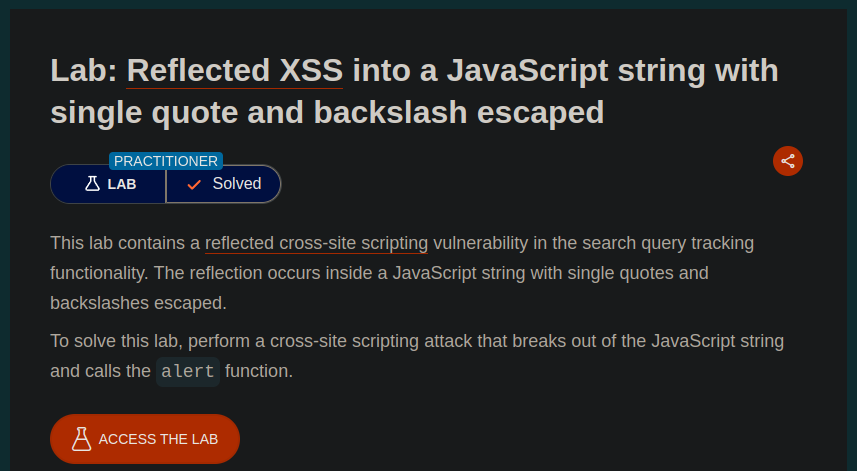 Lab: Reflected XSS into a JavaScript string with
single quote and backslash escaped
PRACTITIONER
LAB
Solved
This lab contains a reflected cross-site scripting vulnerability in the search query tracking
functionality. The reflection occurs inside a JavaScript string with single quotes and
backslashes escaped.
To solve this lab, perform a cross-site scripting attack that breaks out of the JavaScript string
and calls the alert function.
ACCESS THE LAB